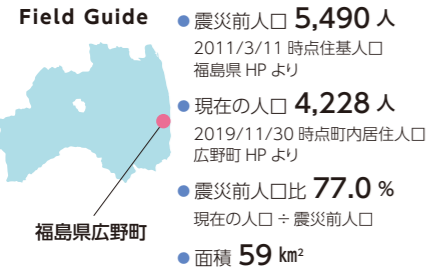 Field Guide
福島県広野町
● 震災前人口 5,490 人
2011/3/11 時点住基人口
福島県 HP より
● 現在の人口 4,228 人
2019/11/30 時点町内居住人口
広野町 HP より
● 震災前人口比 77.0 %
現在の人口 ÷ 震災前人口
● 面積 59 km²